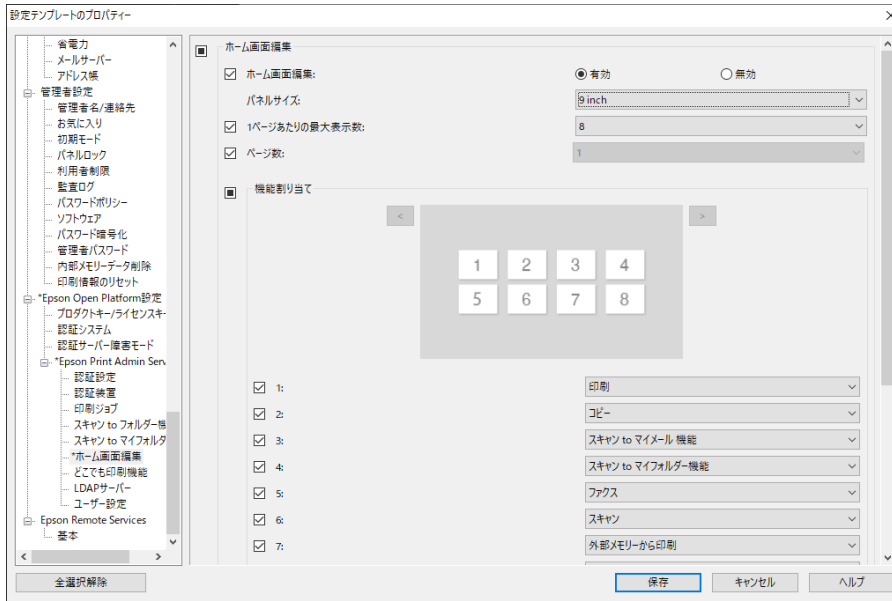 設定テンプレートのプロパティー
省電力
メールサーバー
アドレス帳
管理者設定
管理者名/連絡先
お気に入り
初期モード
パネルロック
利用者制限
監査ログ
パスワードポリシー
ソフトウェア
パスワード暗号化
管理者パスワード
内部メモリーデータ削除
印刷情報のリセット
*Epson Open Platform設定
プロダクトキー/ライセンスキ-
認証システム
認証サーバー障害モード
*Epson Print Admin Serv
認証設定
認証装置
印刷ジョブ
スキャン to フォルダー機
スキャン to マイフォルダ
*ホーム画面編集
どこでも印刷機能
LDAPサーバー
ユーザー設定
Epson Remote Services
基本
ホーム画面編集
ホーム画面編集: 有効 無効
パネルサイズ: 9 inch
1ページあたりの最大表示数: 8
ページ数: 1
機能割り当て
< >
1 2 3 4
5 6 7 8
1: 印刷
2: コピー
3: スキャン to マイメール 機能
4: スキャン to マイフォルダー機能
5: ファクス
6: スキャン
7: 外部メモリーから印刷
全選択解除 保存 キャンセル ヘルプ